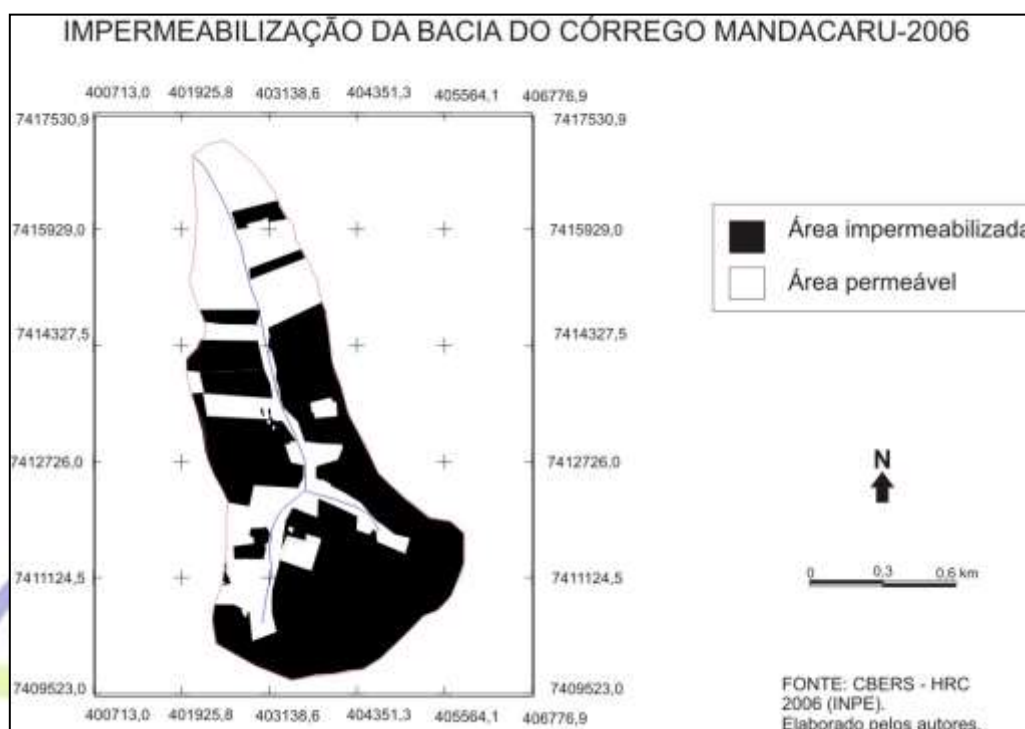 IMPERMEABILIZAÇÃO DA BACIA DO CÓRREGO MANDACARU-2006
400713,0 401925,8 403138,6 404351,3 405564,1 406776,9
7417530,9 7417530,9
7415929,0 7415929,0
7414327,5 7414327,5
7412726,0 7412726,0
7411124,5 7411124,5
7409523,0 7409523,0
400713,0 401925,8 403138,6 404351,3 405564,1 406776,9
Área impermeabilizada
Área permeável
N
0 0,3 0,6 km
FONTE: CBERS - HRC
2006 (INPE).
Elaborado pelos autores.